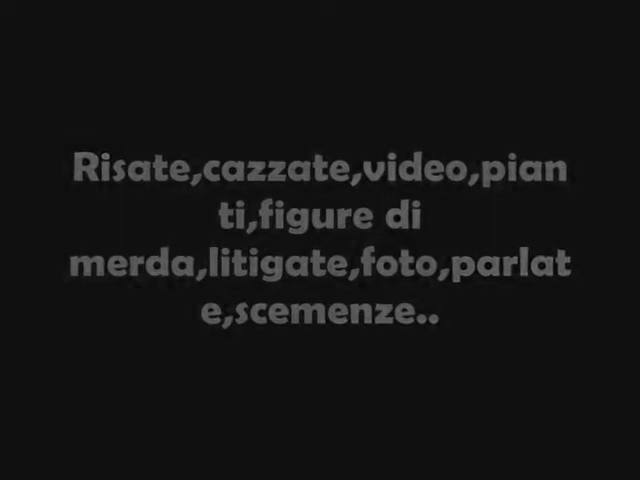 Risate,cazzate,video,pian
ti,figure di
merda,litigate,foto,parlat
e,scemenze..